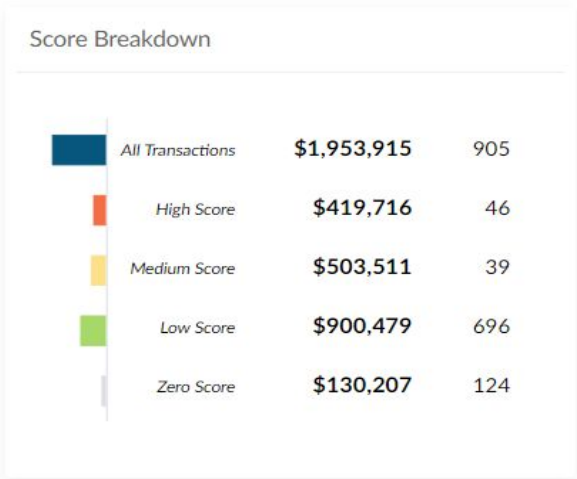 Score Breakdown
All Transactions $1,953,915 905
High Score $419,716 46
Medium Score $503,511 39
Low Score $900,479 696
Zero Score $130,207 124